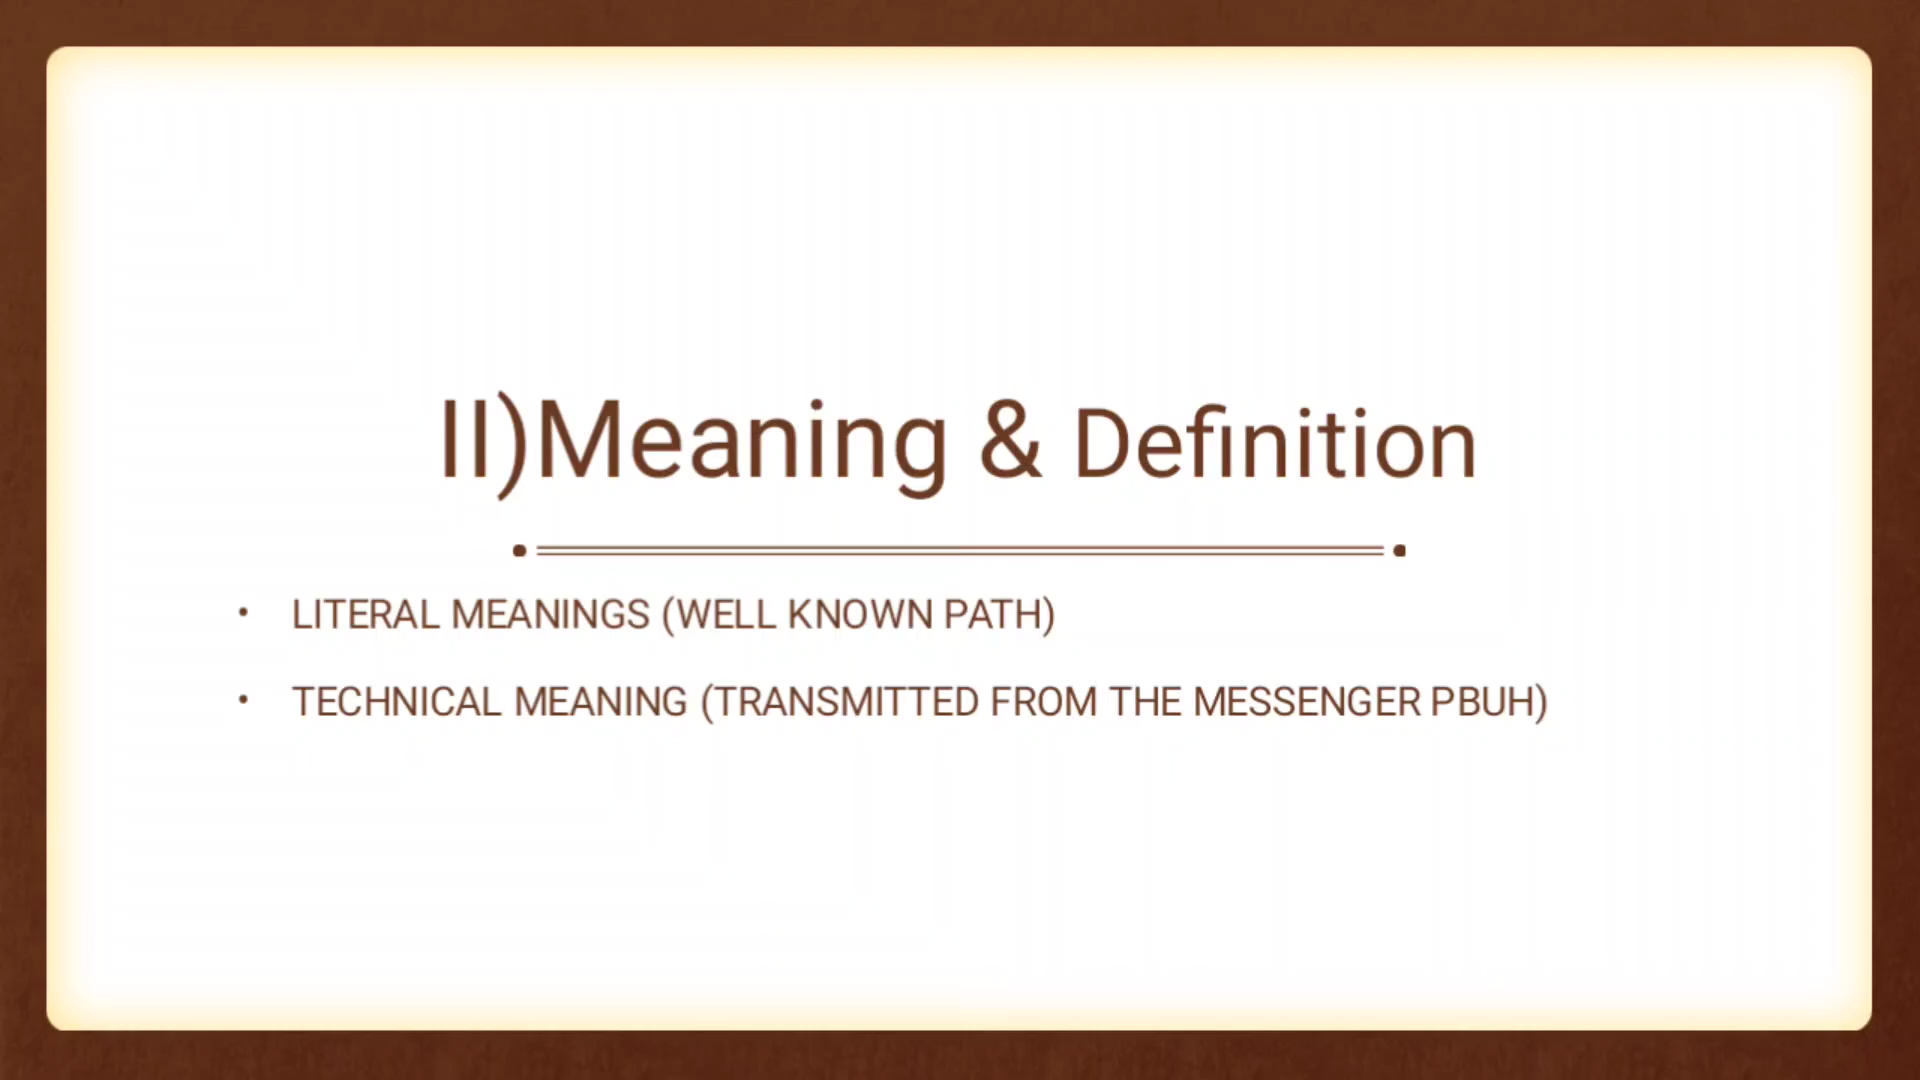 II)Meaning & Definition
• LITERAL MEANINGS (WELL KNOWN PATH)
• TECHNICAL MEANING (TRANSMITTED FROM THE MESSENGER PBUH)